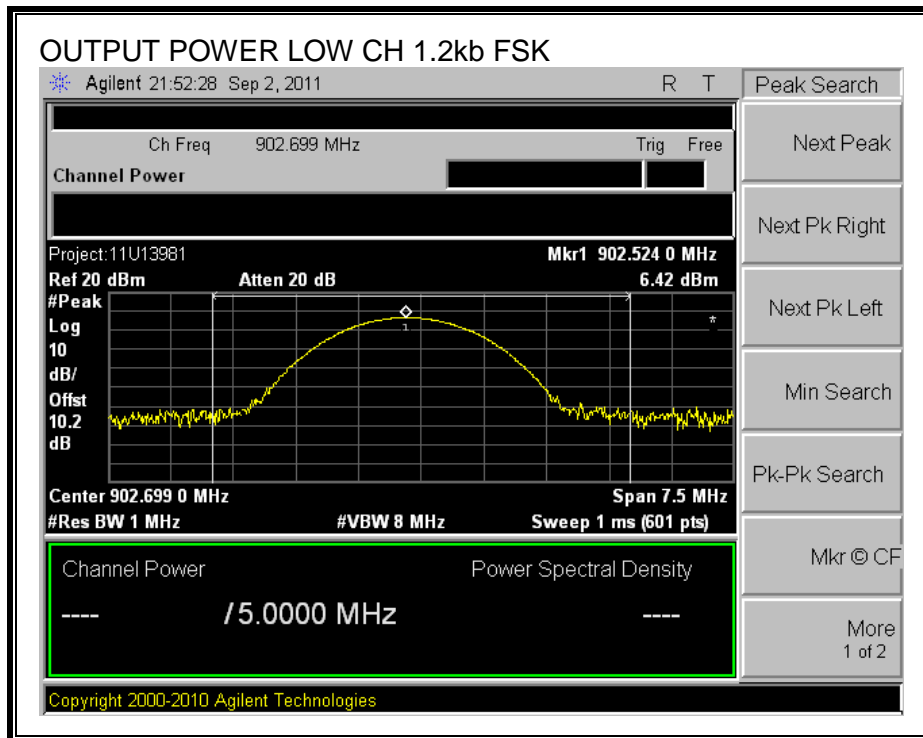 OUTPUT POWER LOW CH 1.2kb FSK
Agilent 21:52:28 Sep 2, 2011 R T
Peak Search
Ch Freq 902.699 MHz Trig Free
Channel Power
Next Peak
Next Pk Right
Project:11U13981 Mkr1 902.524 0 MHz
Ref 20 dBm Atten 20 dB 6.42 dBm
#Peak
Log
10
dB/
Offst
10.2
dB
1
*
Next Pk Left
Min Search
Pk-Pk Search
Center 902.699 0 MHz Span 7.5 MHz
#Res BW 1 MHz #VBW 8 MHz Sweep 1 ms (601 pts)
Mkr © CF
Channel Power Power Spectral Density
---- /5.0000 MHz ----
More
1 of 2
Copyright 2000-2010 Agilent Technologies